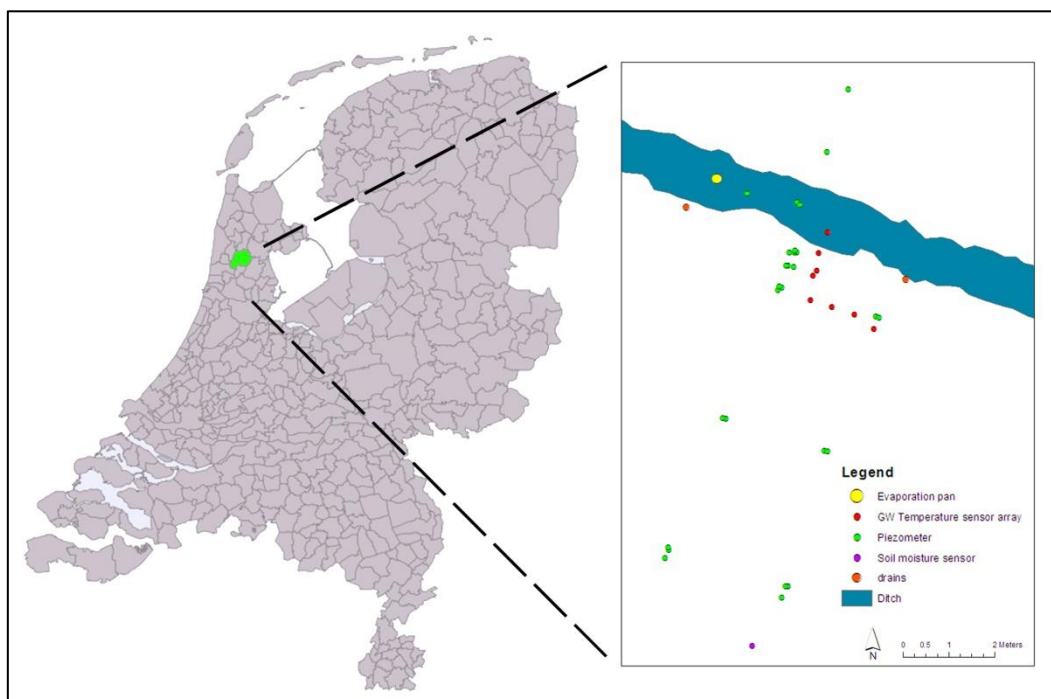 Legend
Evaporation pan
GW Temperature sensor array
Piezometer
Soil moisture sensor
drains
Ditch
N
0 0.5 1 2 Meters